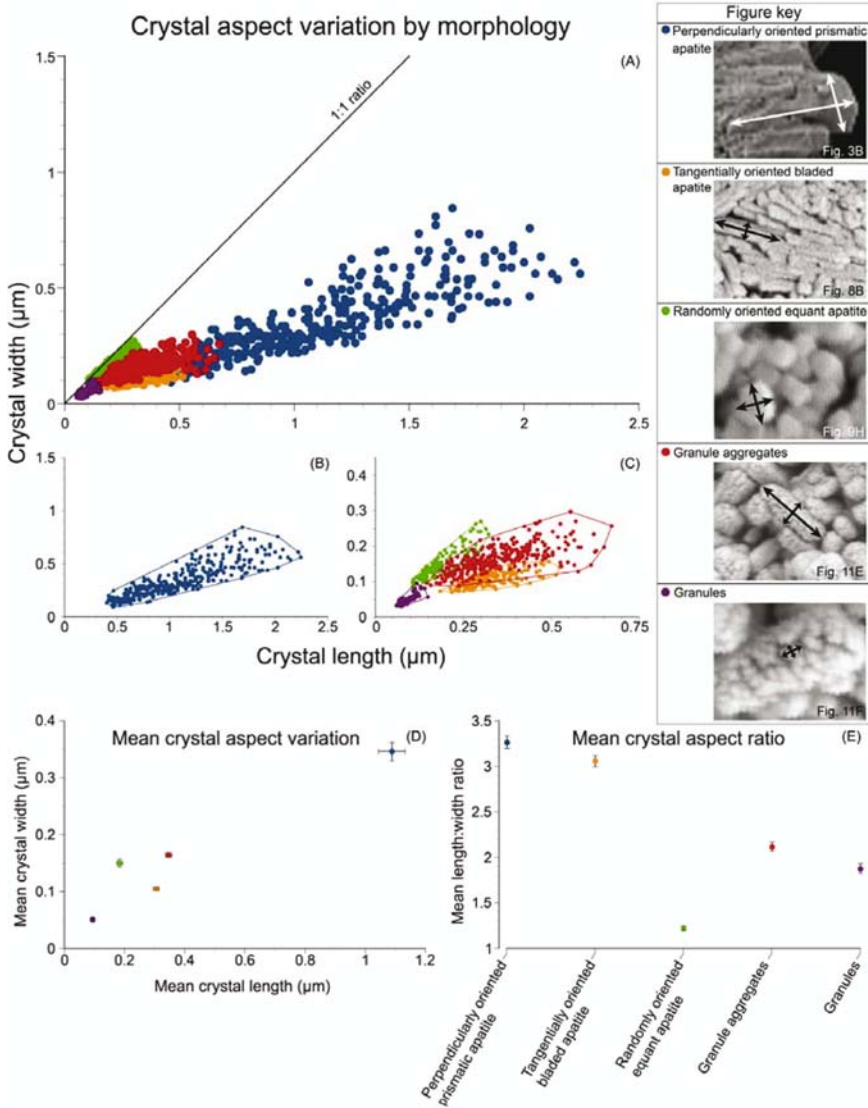 Crystal aspect variation by morphology
(A)
1.5
1
0.5
0
1:1 ratio
0.5
1
1.5
2
2.5
Crystal width (µm)
(B)
1.5
1
0.5
0
0
0.5
1
1.5
2
2.5
(C)
0.4
0.3
0.2
0.1
0
0
0.25
0.5
0.75
Crystal length (µm)
Figure key
Perpendicularly oriented prismatic
apatite
Fig. 3B
Tangentially oriented bladed
apatite
Fig. 8B
Randomly oriented equant apatite
Fig. 9H
Granule aggregates
Fig. 11E
Granules
Fig. 11F
Mean crystal aspect variation
(D)
0.4
0.3
0.2
0.1
0
0.2
0.4
0.6
0.8
1
1.2
Mean crystal width (µm)
Mean crystal length (µm)
Mean crystal aspect ratio
(E)
3.5
3
2.5
2
1.5
1
Mean length:width ratio
Perpendicularly oriented
prismatic apatite
Tangentially oriented
bladed apatite
Randomly oriented
equant apatite
Granule aggregates
Granules